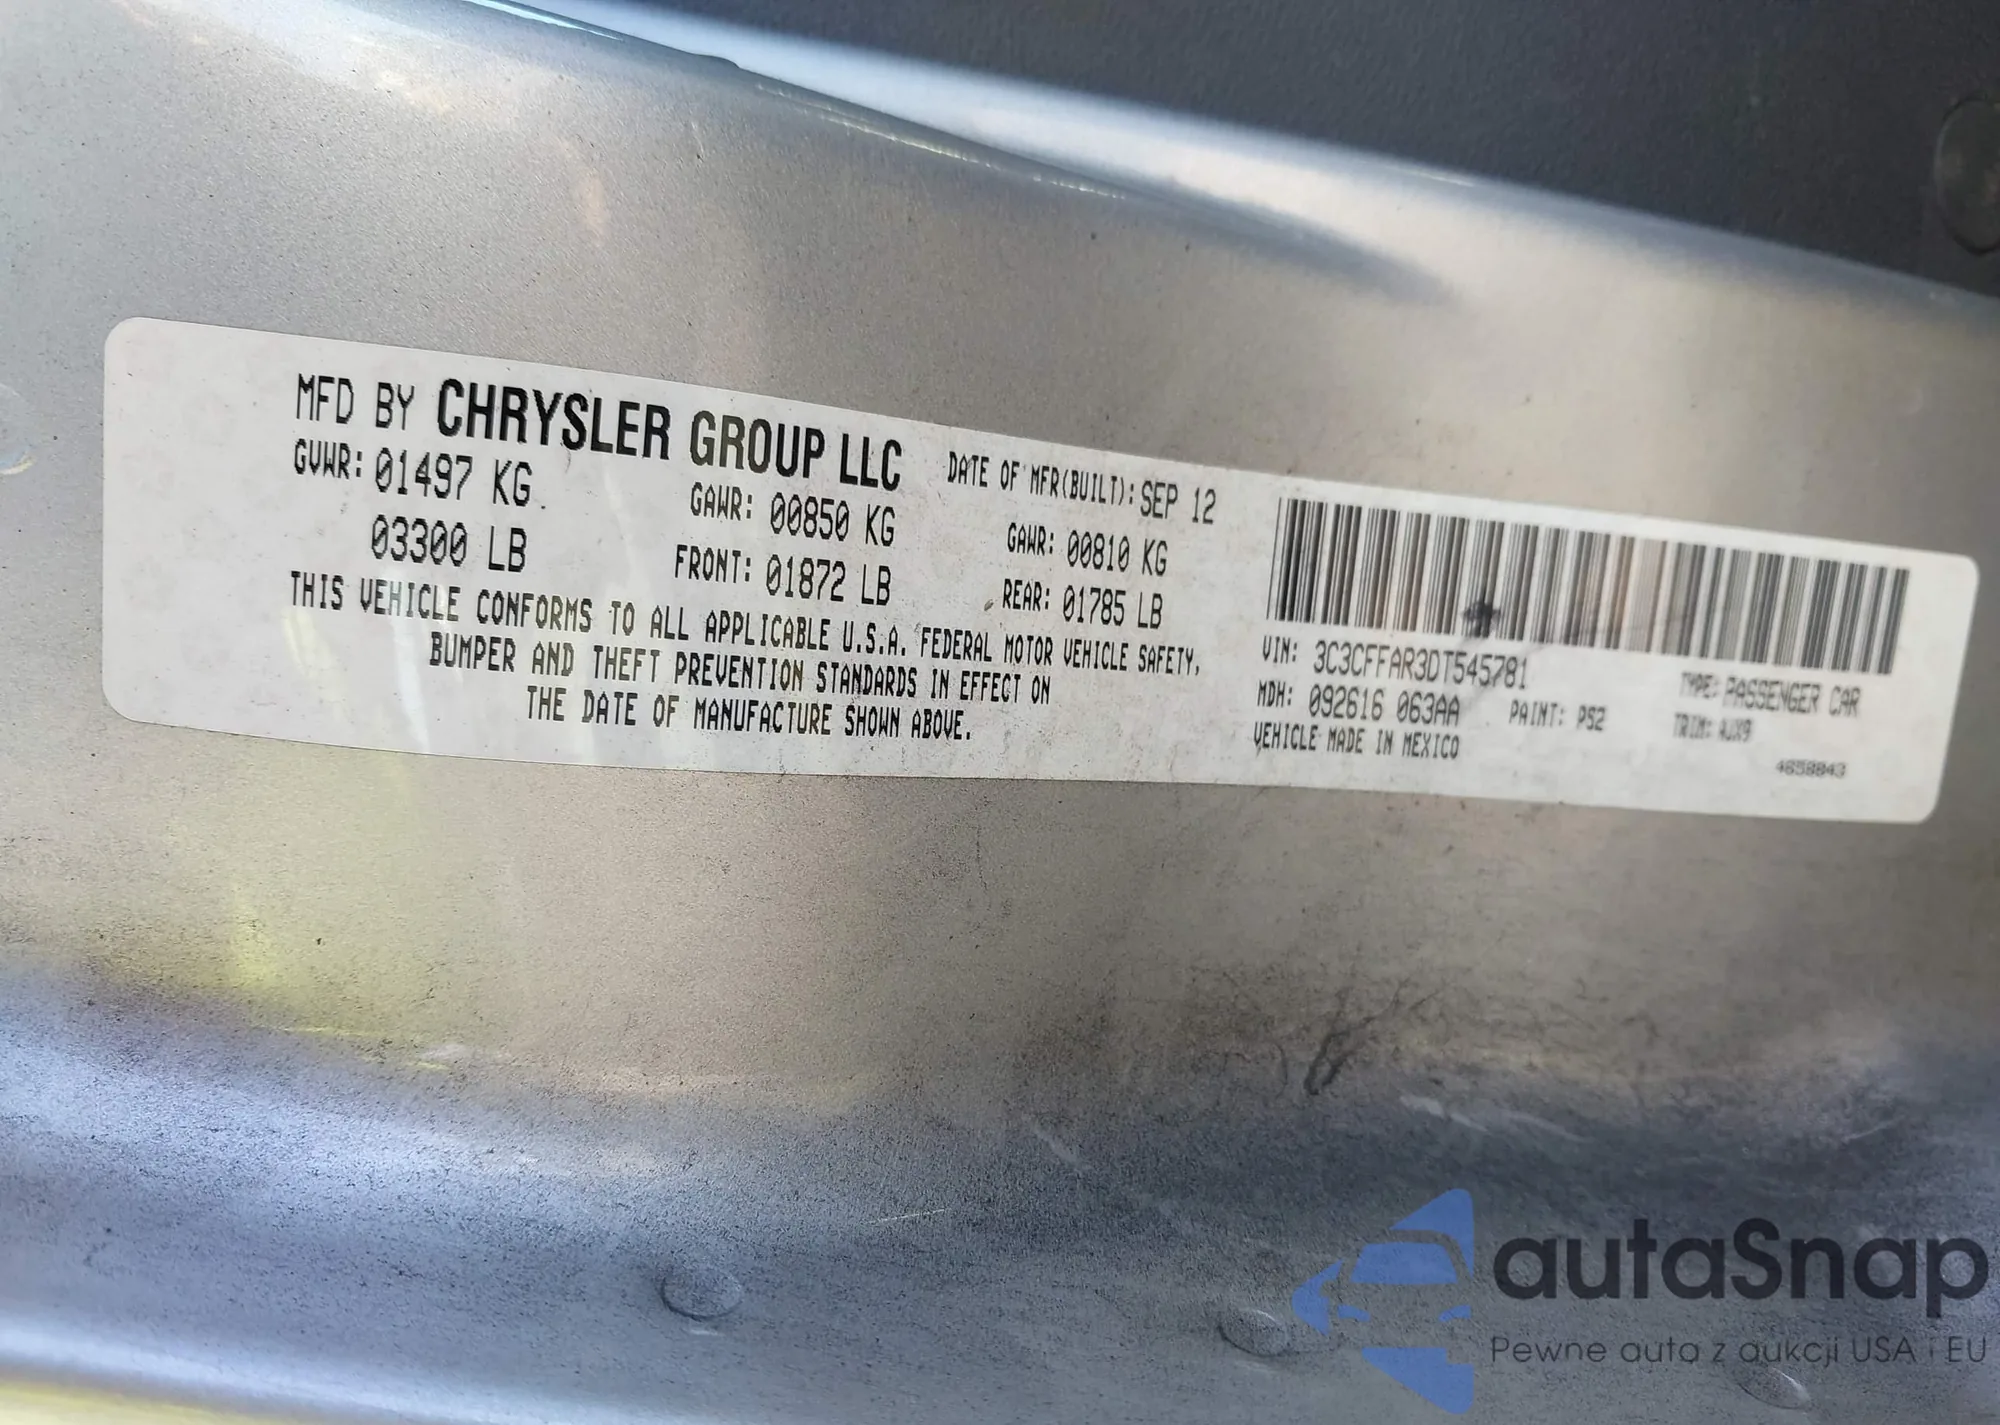 MFD BY CHRYSLER GROUP LLC DATE OF MFR(BUILT): SEP 12
GVWR: 01497 KG GAWR: 00850 KG GAWR: 00810 KG
03300 LB FRONT: 01872 LB REAR: 01785 LB
THIS VEHICLE CONFORMS TO ALL APPLICABLE U.S.A. FEDERAL MOTOR VEHICLE SAFETY,
BUMPER AND THEFT PREVENTION STANDARDS IN EFFECT ON
THE DATE OF MANUFACTURE SHOWN ABOVE.
VIN: 3C3CFFAR3DT545781 TYPE: PASSENGER CAR
MDH: 092616 063AA PAINT: PS2 TRIM: AJX9
VEHICLE MADE IN MEXICO
4658843
autaSnap
Pewne auta z aukcji USA i EU